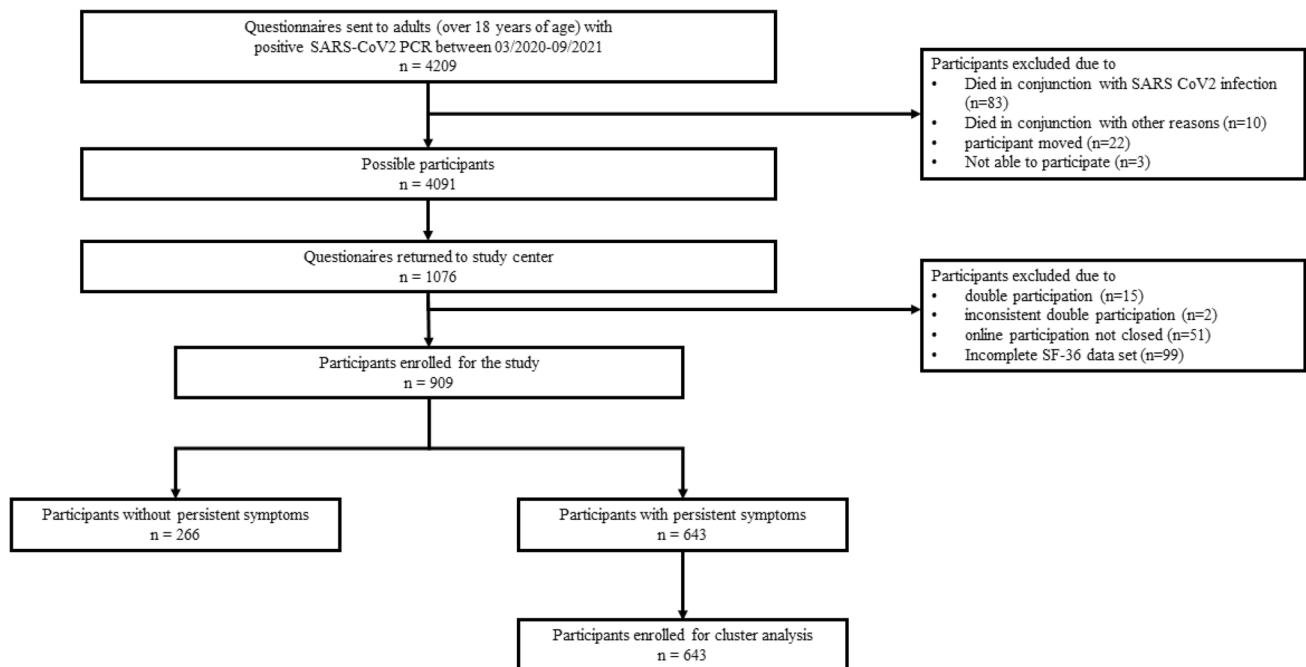 Questionnaires sent to adults (over 18 years of age) with
positive SARS-CoV2 PCR between 03/2020-09/2021
n = 4209
Participants excluded due to
• Died in conjunction with SARS CoV2 infection
(n=83)
• Died in conjunction with other reasons (n=10)
• participant moved (n=22)
• Not able to participate (n=3)
Possible participants
n = 4091
Questionaires returned to study center
n = 1076
Participants excluded due to
• double participation (n=15)
• inconsistent double participation (n=2)
• online participation not closed (n=51)
• Incomplete SF-36 data set (n=99)
Participants enrolled for the study
n = 909
Participants without persistent symptoms
n = 266
Participants with persistent symptoms
n = 643
Participants enrolled for cluster analysis
n = 643